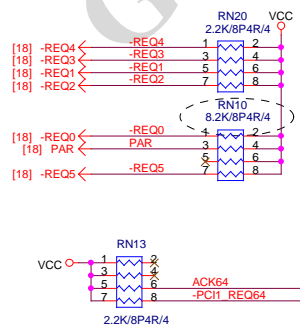 RN20 VCC
2.2K/8P4R/4
[18] -REQ4 -REQ4 1 2
[18] -REQ3 -REQ3 3 4
[18] -REQ1 -REQ1 5 6
[18] -REQ2 -REQ2 7 8
RN10
8.2K/8P4R/4
[18] -REQ0 -REQ0 1 2
[18] PAR PAR 3 4
5 6
[18] -REQ5 -REQ5 7 8
RN13
VCC 1 2
3 4
5 6 ACK64
7 8 -PCI1_REQ64
2.2K/8P4R/4